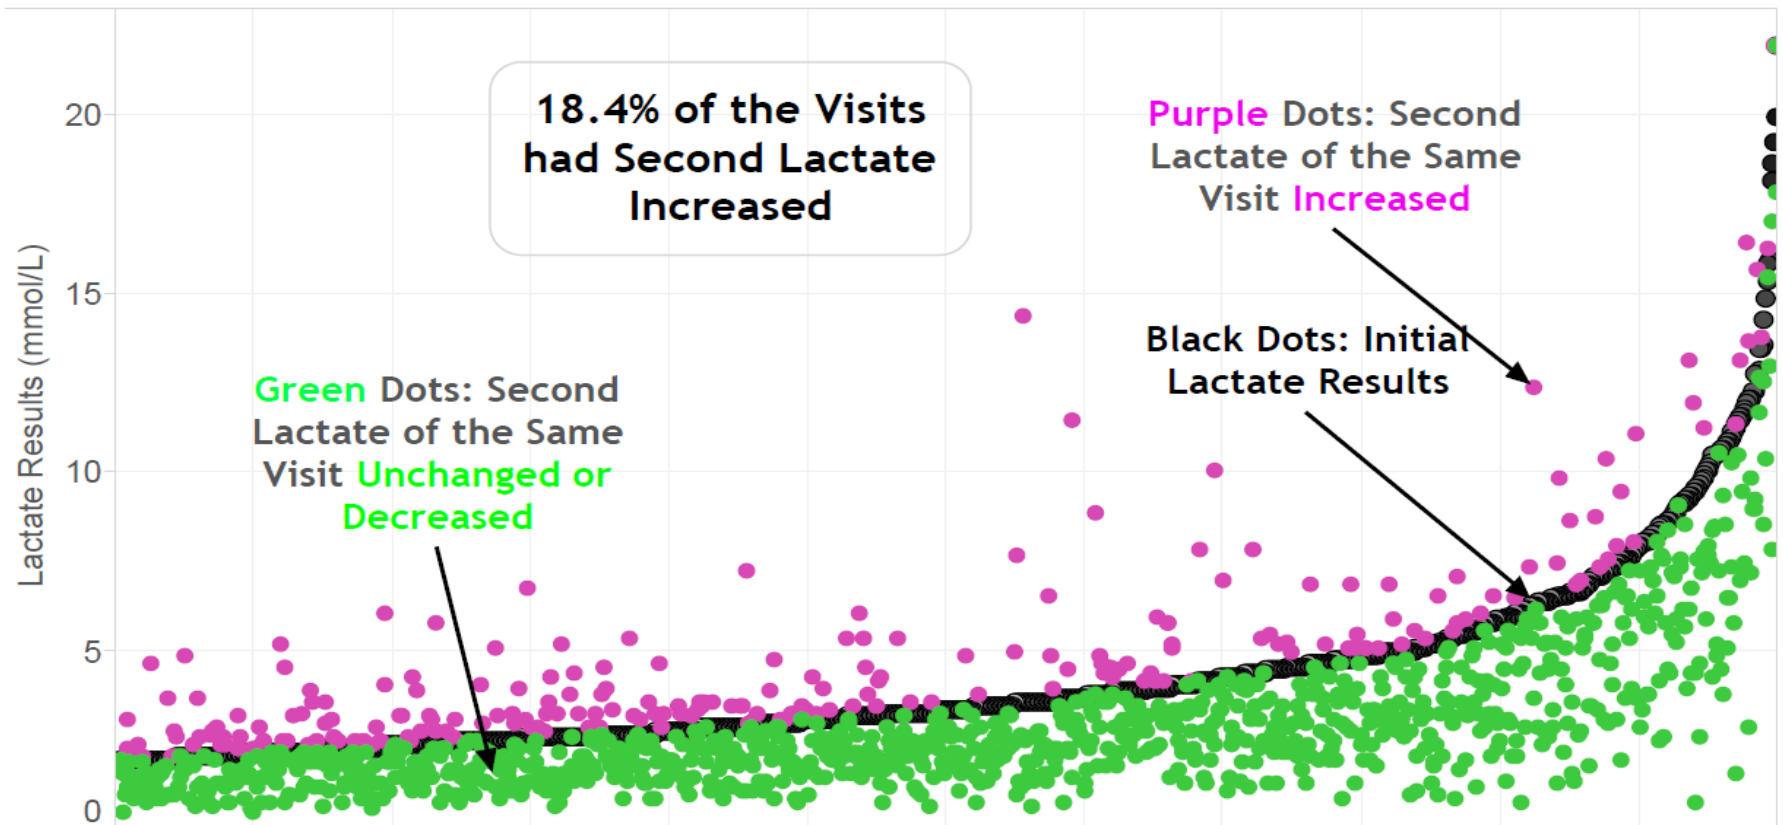 20
15
10
5
0
Lactate Results (mmol/L)
18.4% of the Visits
had Second Lactate
Increased
Purple Dots: Second
Lactate of the Same
Visit Increased
Black Dots: Initial
Lactate Results
Green Dots: Second
Lactate of the Same
Visit Unchanged or
Decreased